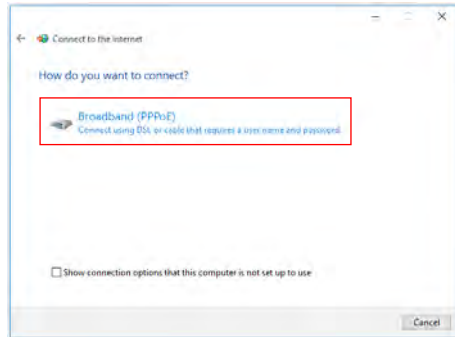 Connect to the Internet
How do you want to connect?
Broadband (PPPoE)
Connect using DSL or cable that requires a user name and password.
Show connection options that this computer is not set up to use
Cancel